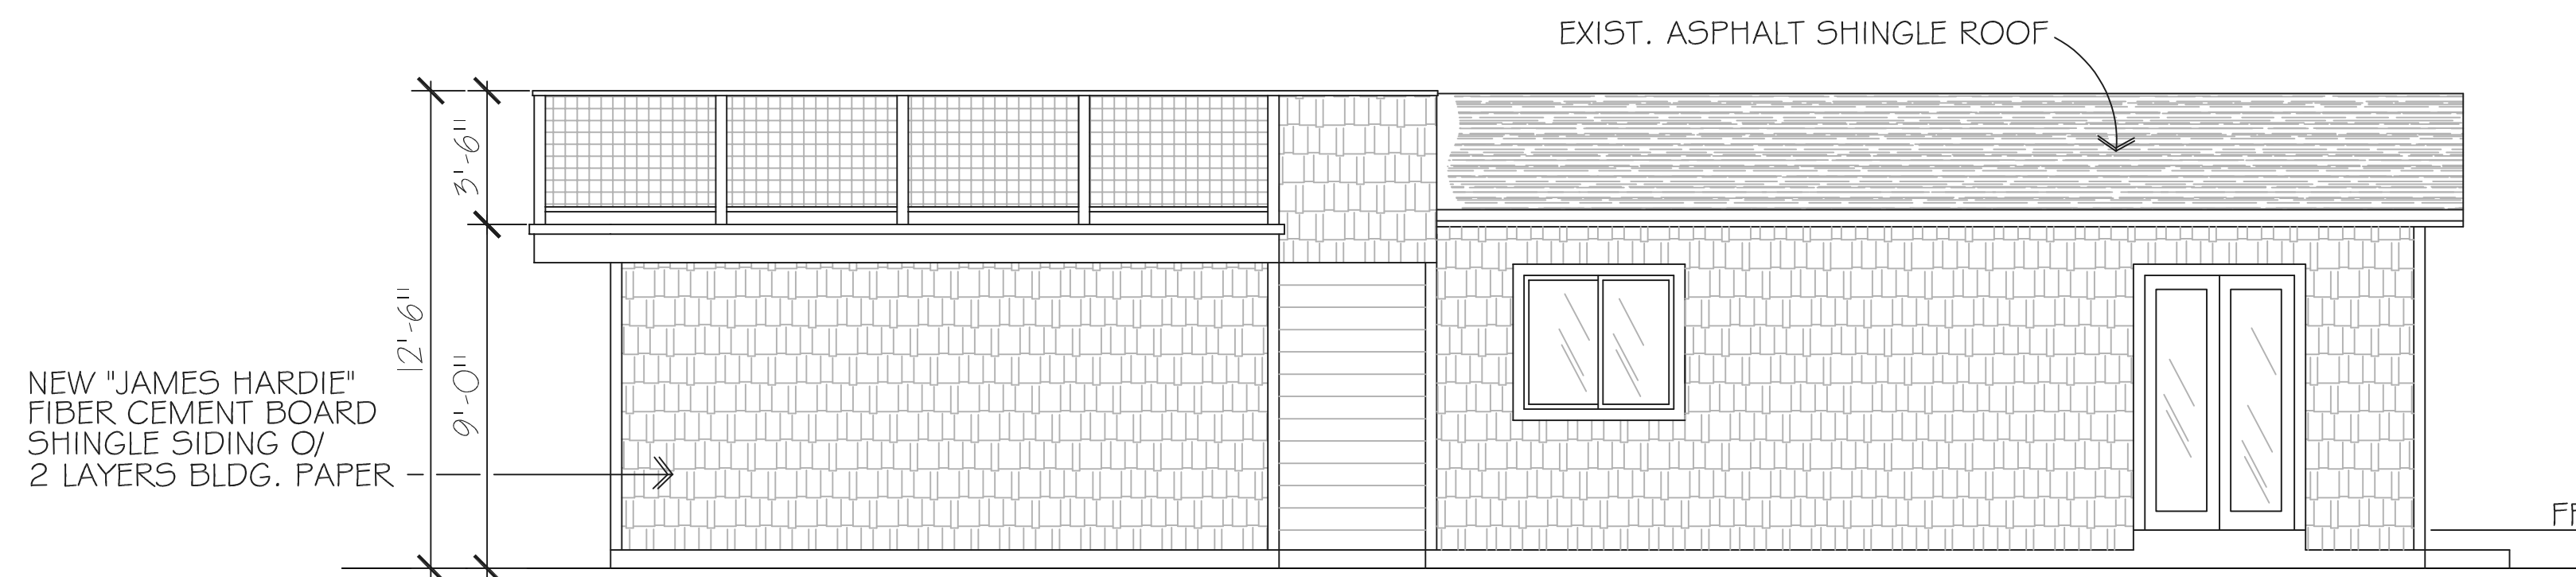 EXIST. ASPHALT SHINGLE ROOF
3'-6"
12'-6"
9'-0"
NEW "JAMES HARDIE"
FIBER CEMENT BOARD
SHINGLE SIDING O/
2 LAYERS BLDG. PAPER